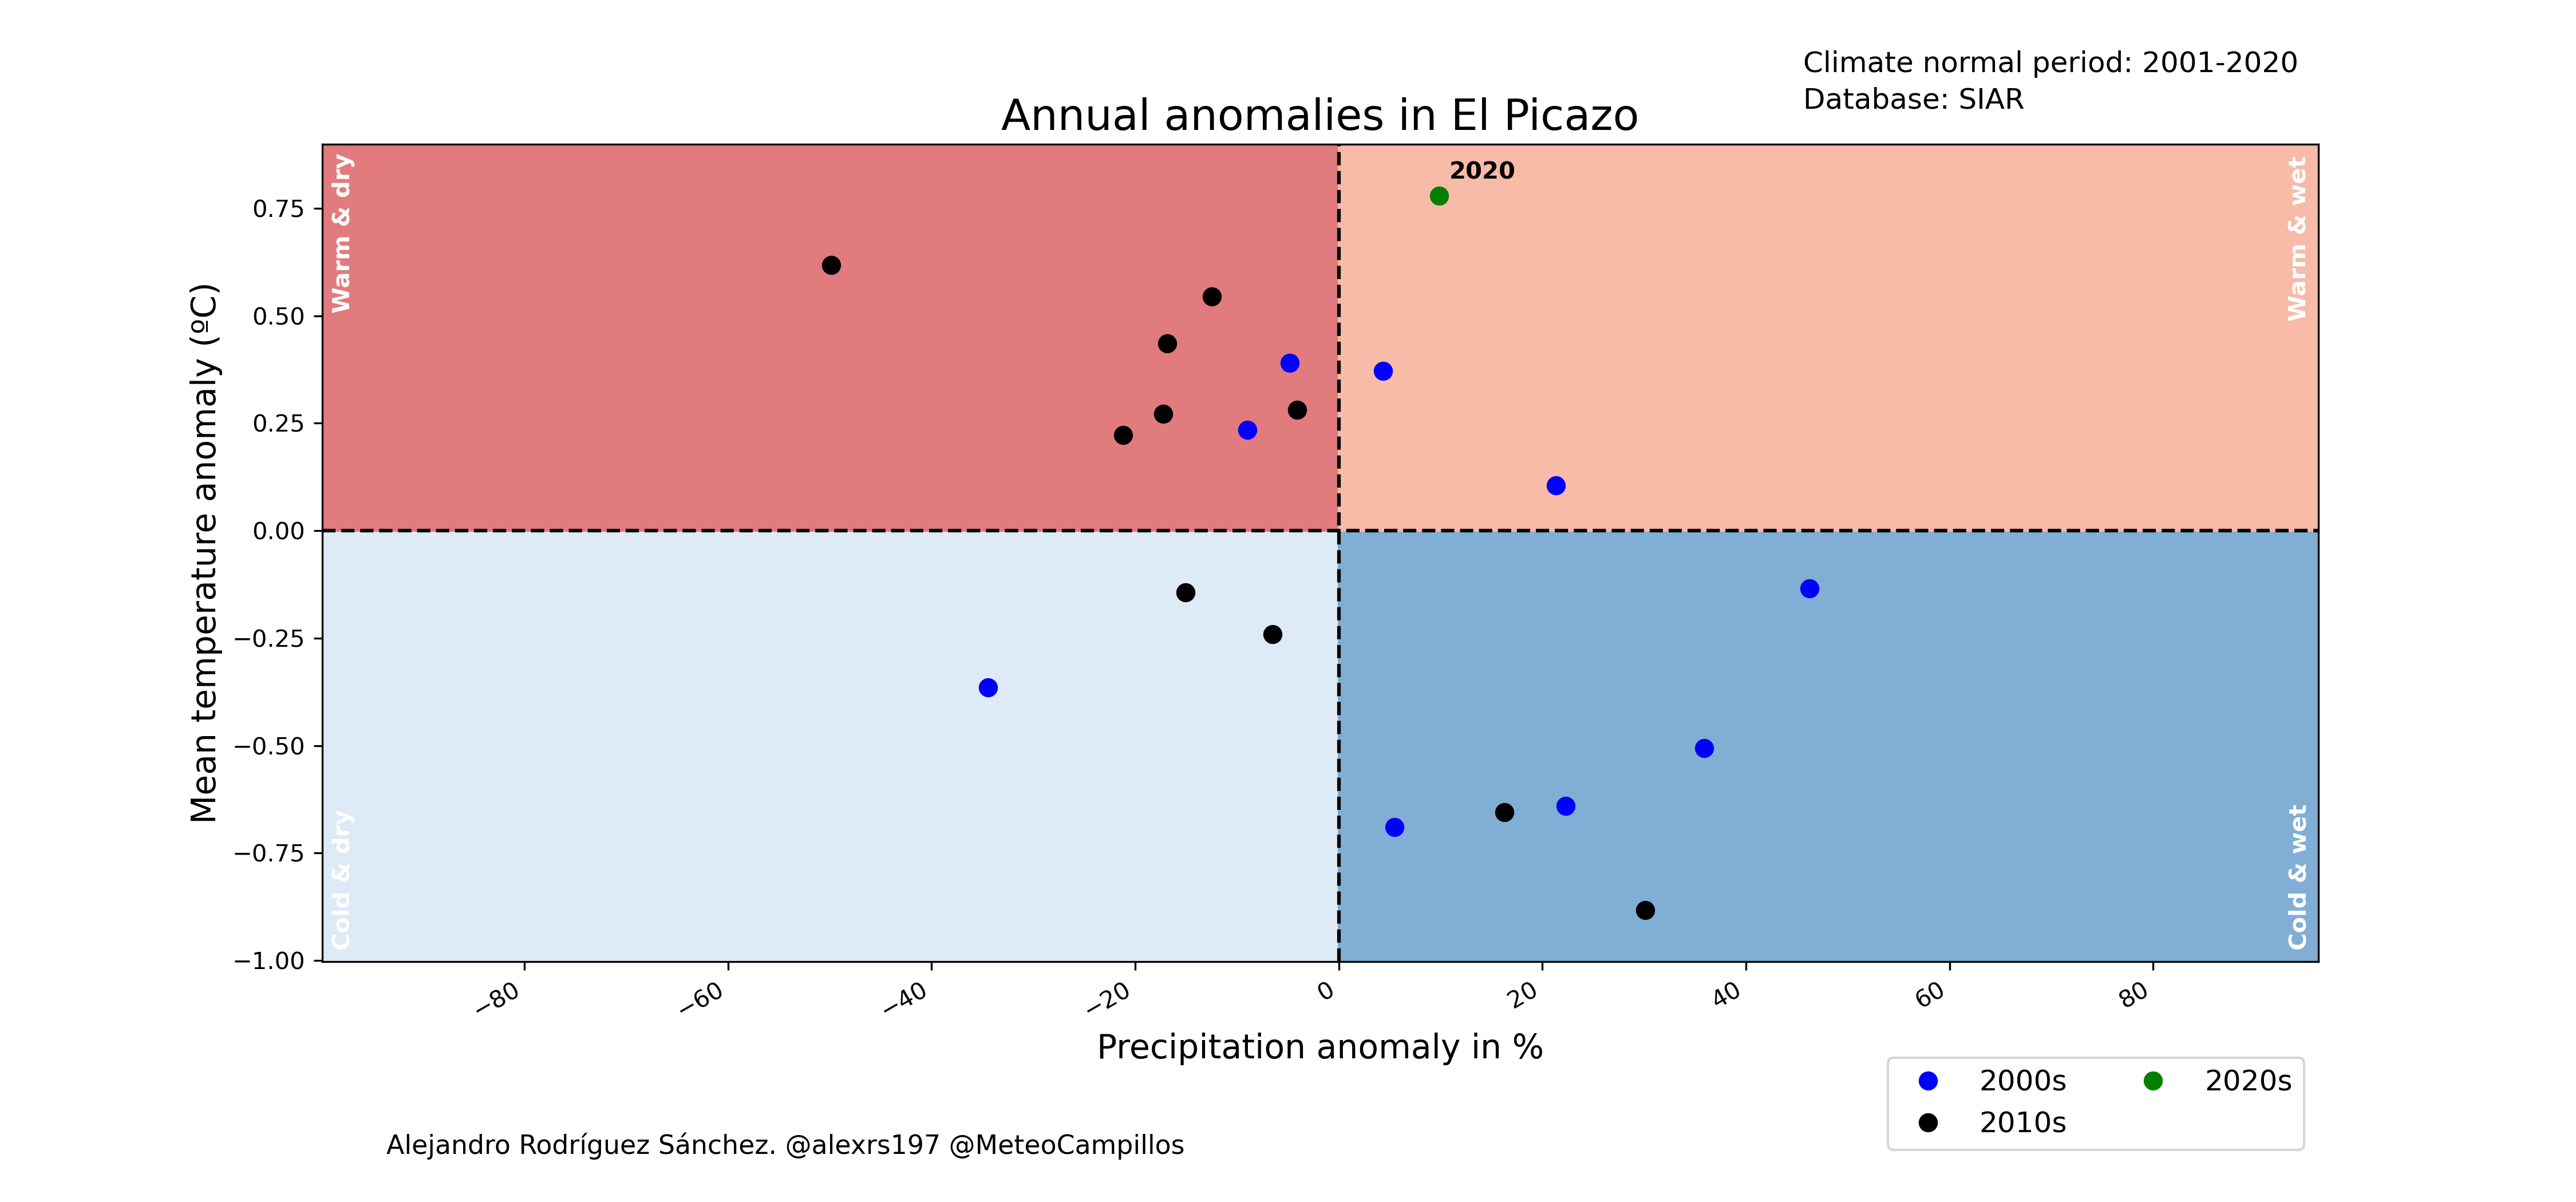 Climate normal period: 2001-2020
Database: SIAR
Annual anomalies in El Picazo
Warm & dry
Warm & wet
2020
0.75
0.50
0.25
0.00
−0.25
−0.50
−0.75
−1.00
Mean temperature anomaly (ºC)
Cold & dry
Cold & wet
−80
−60
−40
−20
0
20
40
60
80
Precipitation anomaly in %
2000s
2010s
2020s
Alejandro Rodríguez Sánchez. @alexrs197 @MeteoCampillos